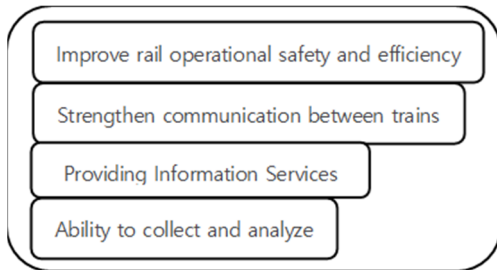 Improve rail operational safety and efficiency
Strengthen communication between trains
Providing Information Services
Ability to collect and analyze